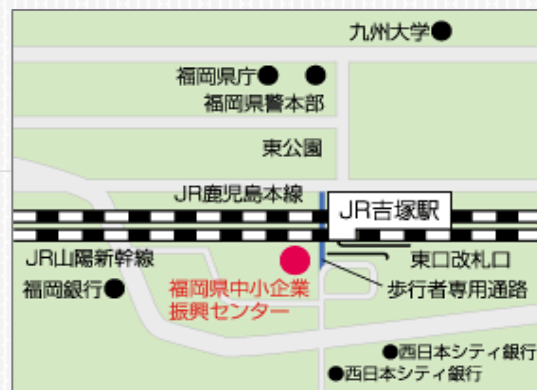 九州大学
福岡県庁
福岡県警本部
東公園
JR鹿児島本線
JR吉塚駅
JR山陽新幹線
東口改札口
福岡銀行
福岡県中小企業
振興センター
歩行者専用通路
西日本シティ銀行
西日本シティ銀行